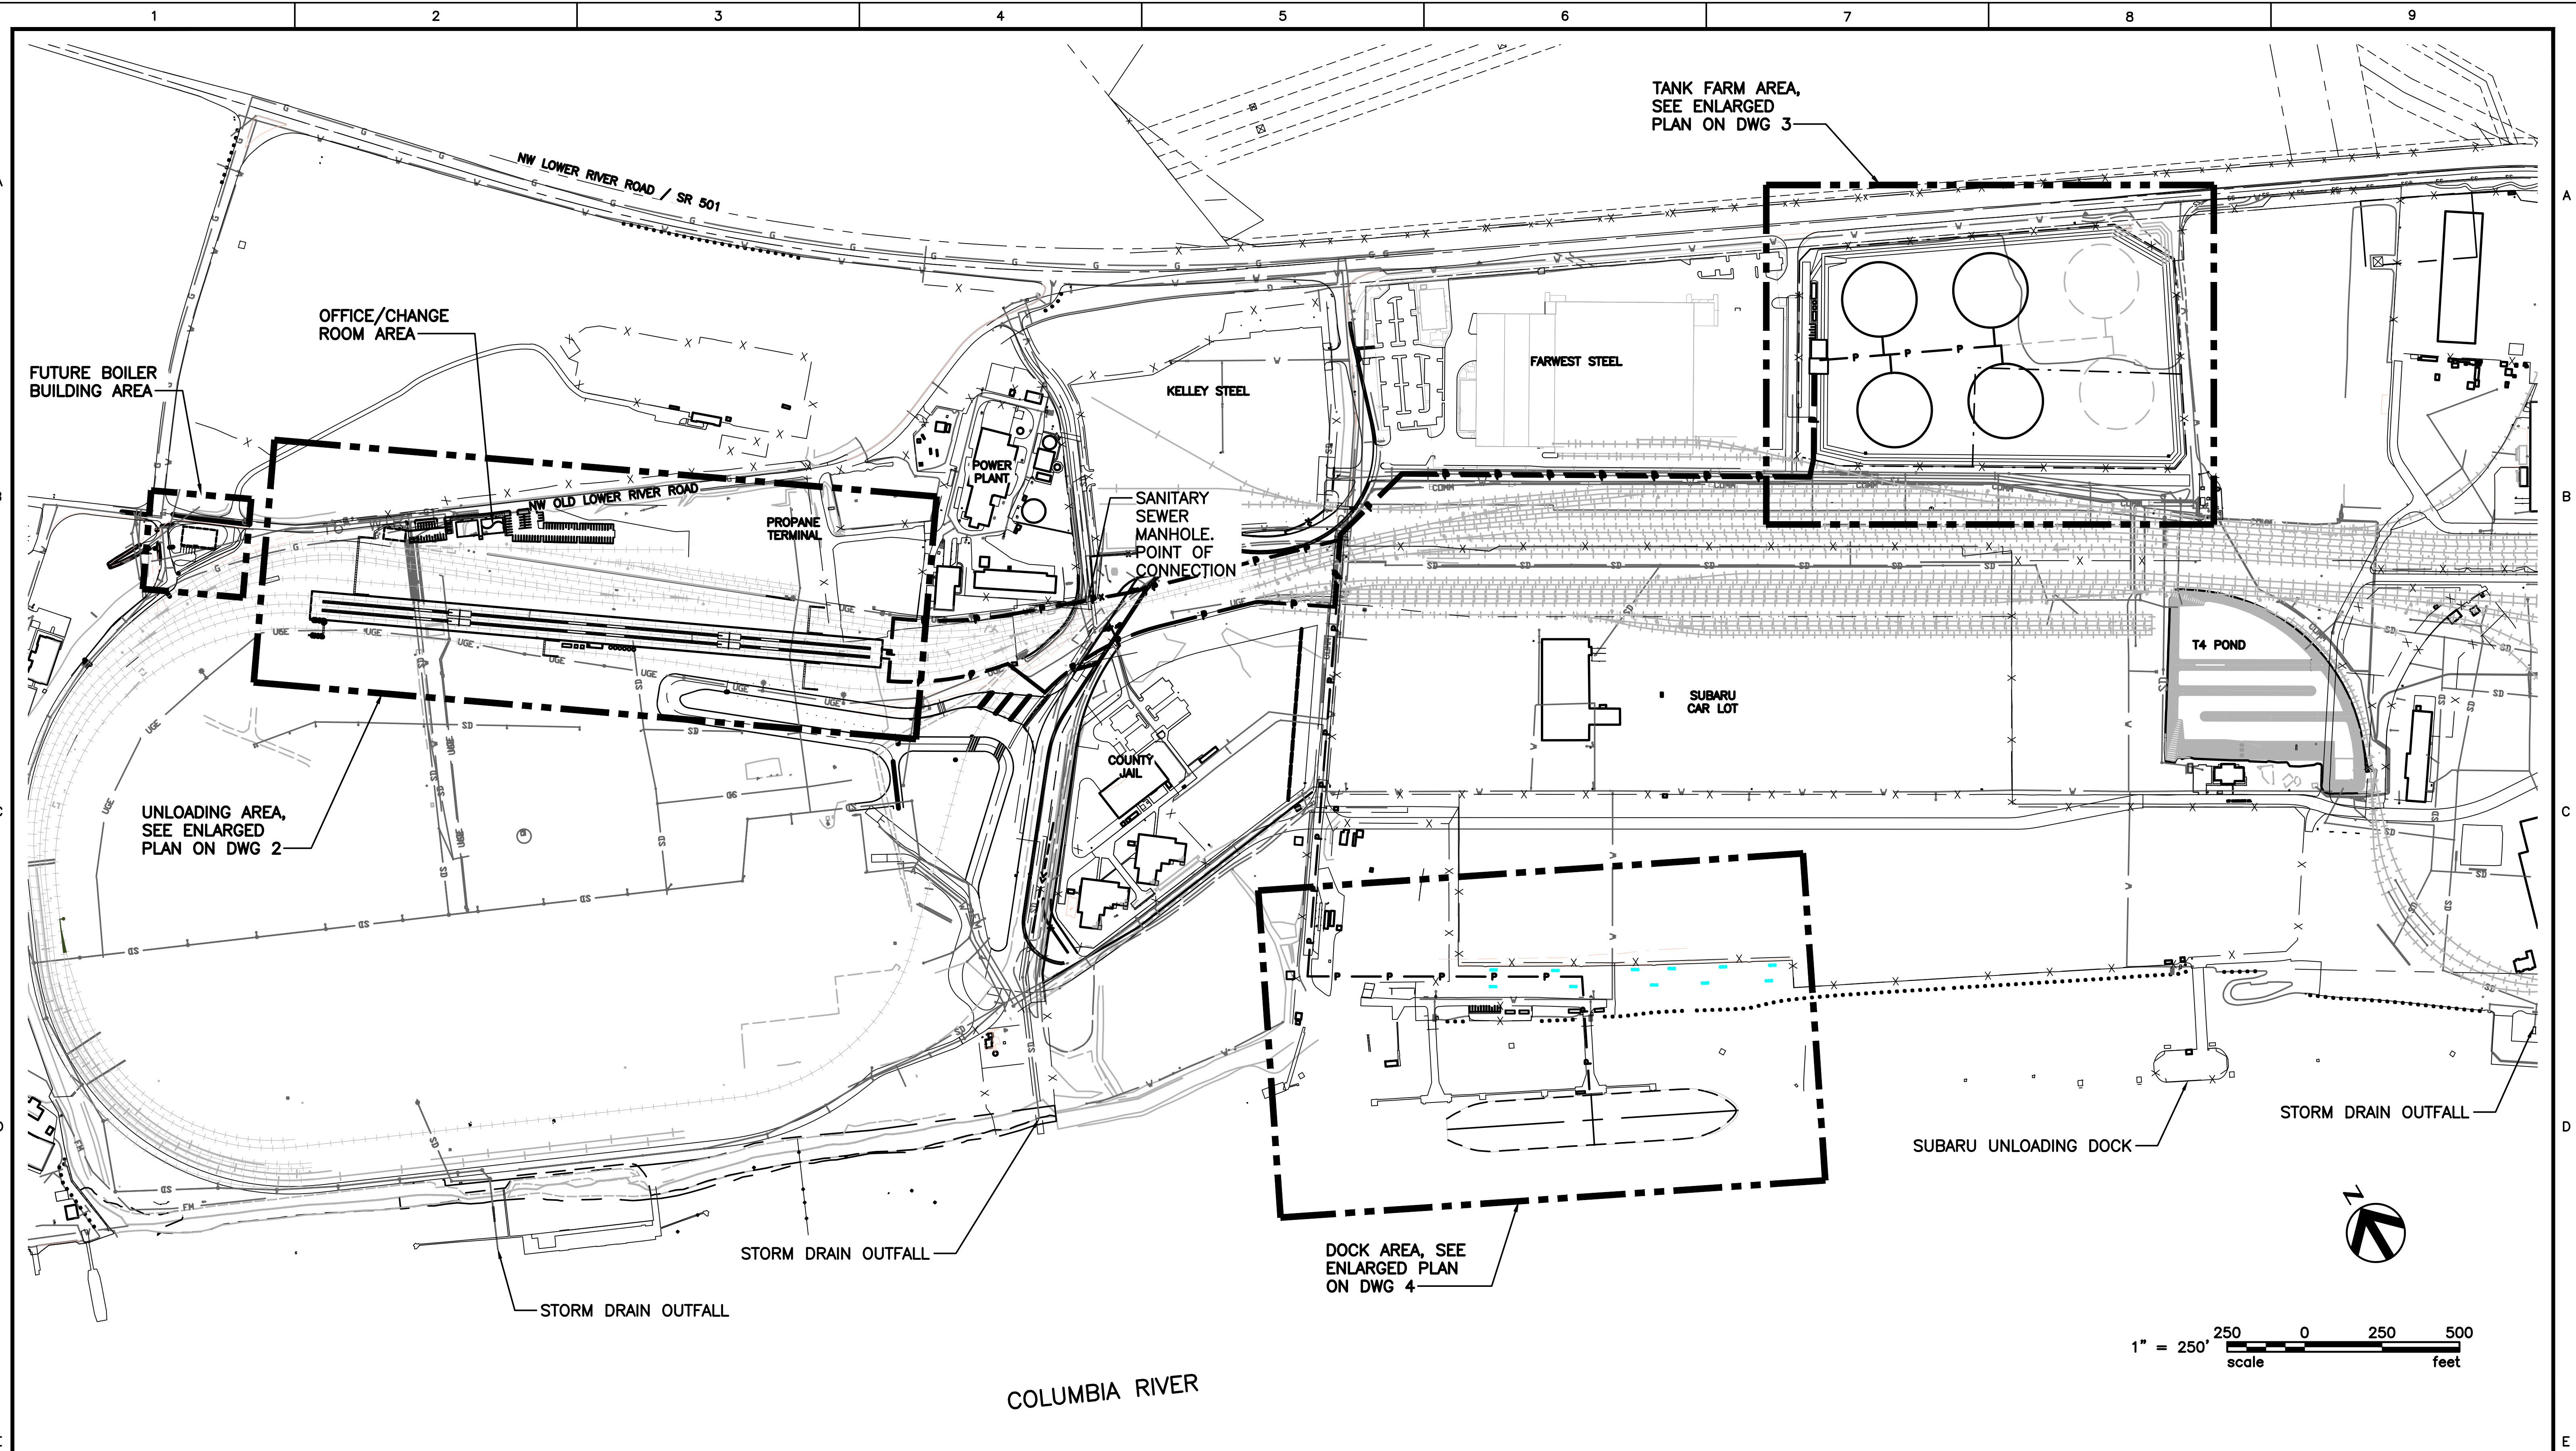 1
2
3
4
5
6
7
8
9
TANK FARM AREA,
SEE ENLARGED
PLAN ON DWG 3
NW LOWER RIVER ROAD / SR 501
A
OFFICE/CHANGE
ROOM AREA
FUTURE BOILER
BUILDING AREA
KELLEY STEEL
FARWEST STEEL
POWER
PLANT
NW OLD LOWER RIVER ROAD
PROPANE
TERMINAL
SANITARY
SEWER
MANHOLE.
POINT OF
CONNECTION
B
T4 POND
SUBARU
CAR LOT
COUNTY
JAIL
UNLOADING AREA,
SEE ENLARGED
PLAN ON DWG 2
C
STORM DRAIN OUTFALL
SUBARU UNLOADING DOCK
D
STORM DRAIN OUTFALL
DOCK AREA, SEE
ENLARGED PLAN
ON DWG 4
STORM DRAIN OUTFALL
N
1" = 250'
250 0 250 500
scale feet
COLUMBIA RIVER
E